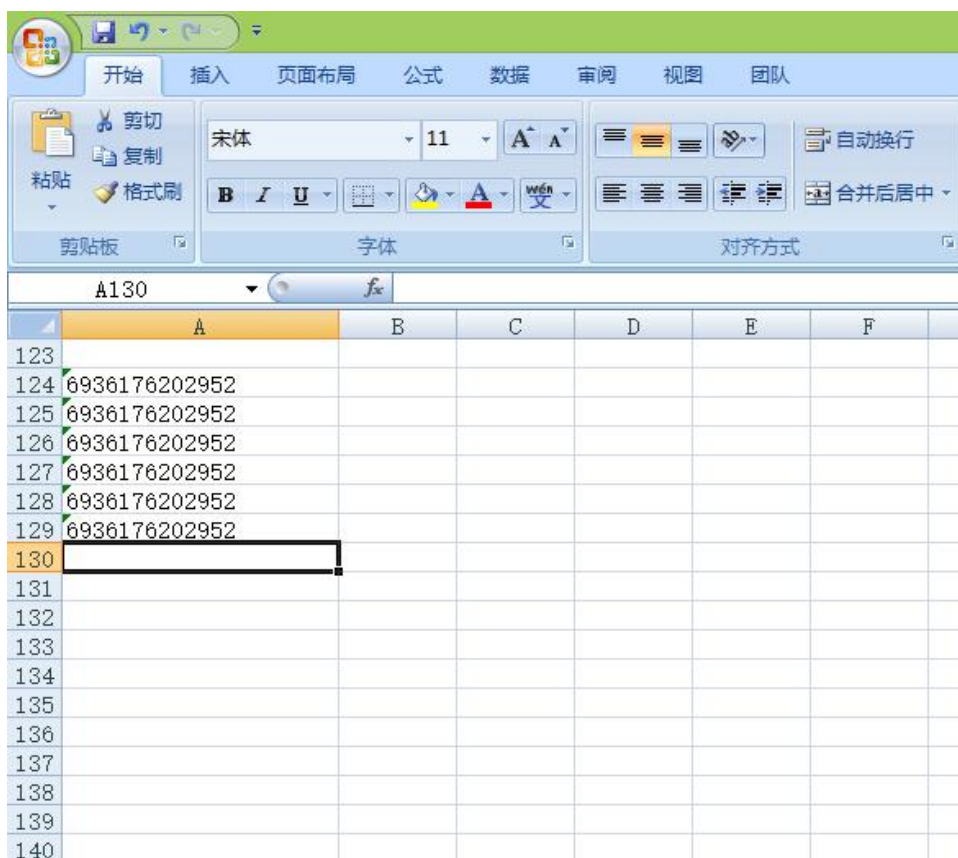 开始 插入 页面布局 公式 数据 审阅 视图 团队
剪切
复制
格式刷
粘贴
宋体 11 A A
自动换行
B I U A wén 文
合并后居中
剪贴板 字体 对齐方式
A130 fx
A B C D E F
123
124 6936176202952
125 6936176202952
126 6936176202952
127 6936176202952
128 6936176202952
129 6936176202952
130
131
132
133
134
135
136
137
138
139
140